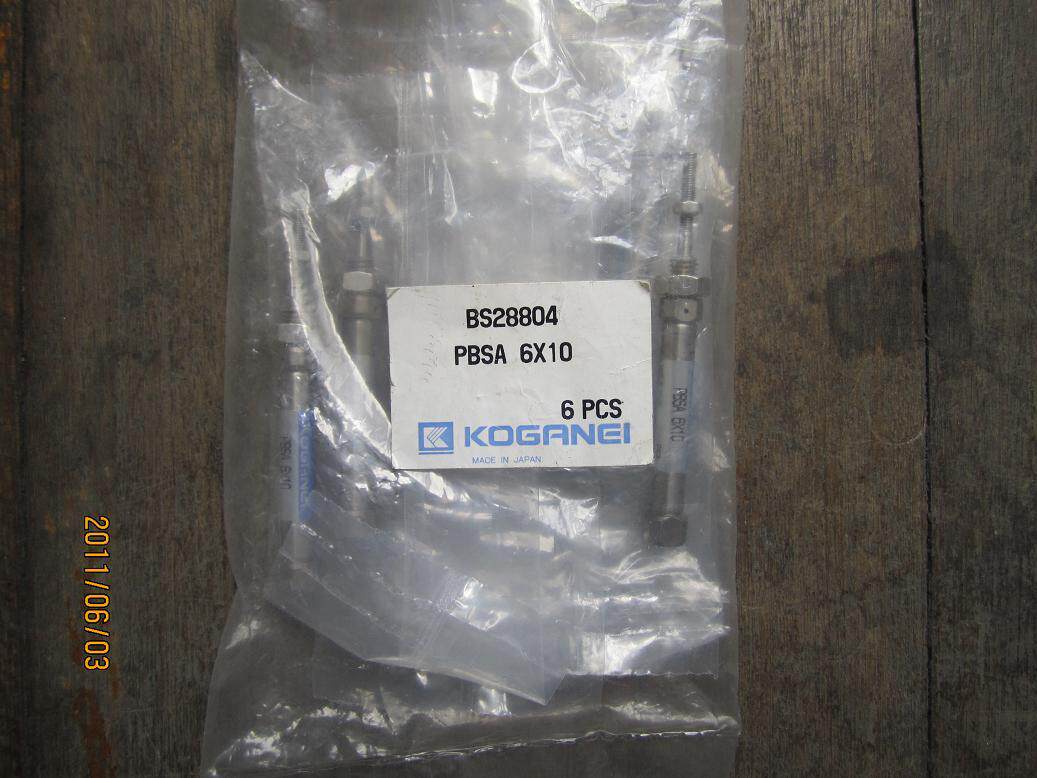 BS28804
PBSA 6X10
6 PCS
KOGANEI
MADE IN JAPAN
PBSA 6X10
PBSA 6X10
2011/06/03